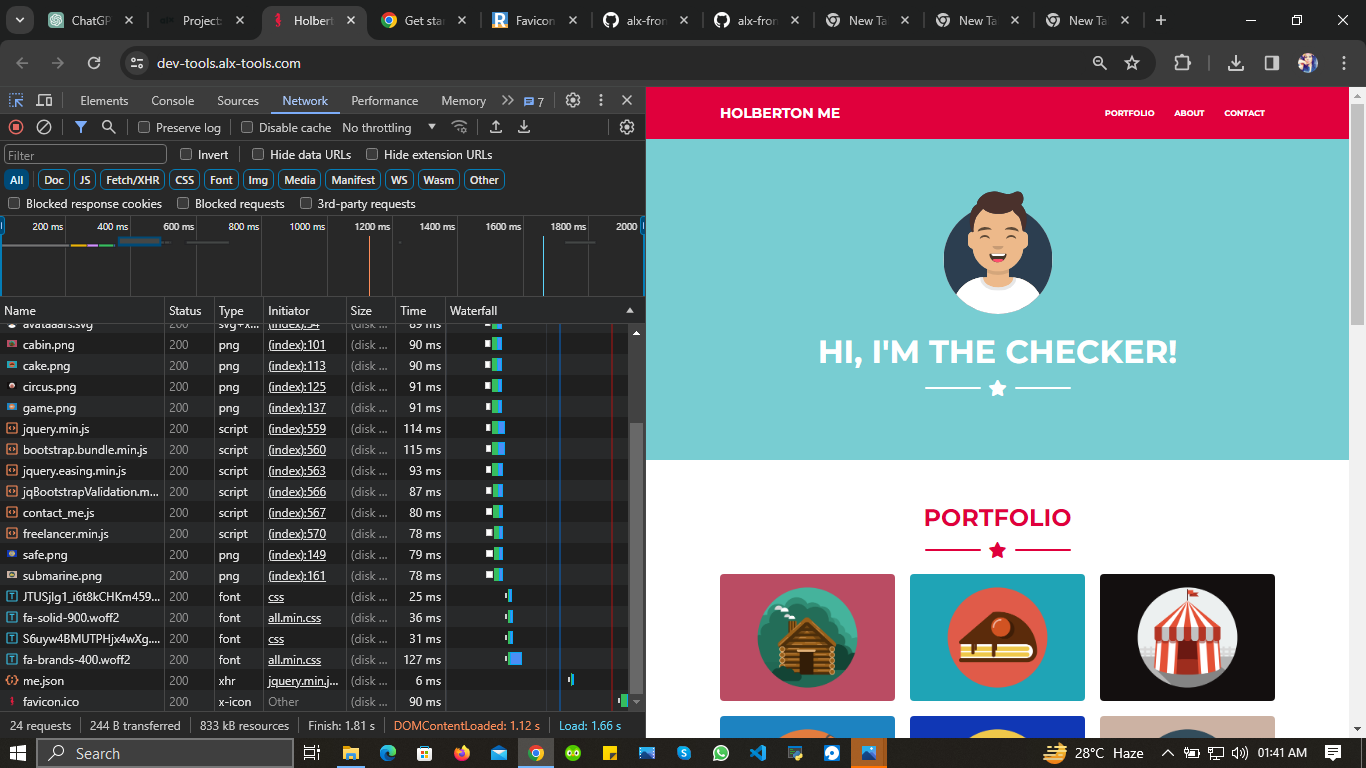 ChatGP
Project
Holbert
Get sta
Favicon
alx-fron
alx-fron
New Ta
New Ta
New Ta
dev-tools.alx-tools.com
Elements Console Sources Network Performance Memory 7
Preserve log Disable cache No throttling
Filter Invert Hide data URLs Hide extension URLs
All Doc JS Fetch/XHR CSS Font Img Media Manifest WS Wasm Other
Blocked response cookies Blocked requests 3rd-party requests
200 ms 400 ms 600 ms 800 ms 1000 ms 1200 ms 1400 ms 1600 ms 1800 ms 2000
Name Status Type Initiator Size Time Waterfall
avataaars.svg 200 svg+x... (index):54 (disk ... 89 ms
cabin.png 200 png (index):101 (disk ... 90 ms
cake.png 200 png (index):113 (disk ... 90 ms
circus.png 200 png (index):125 (disk ... 91 ms
game.png 200 png (index):137 (disk ... 91 ms
jquery.min.js 200 script (index):559 (disk ... 114 ms
bootstrap.bundle.min.js 200 script (index):560 (disk ... 115 ms
jquery.easing.min.js 200 script (index):563 (disk ... 93 ms
jqBootstrapValidation.m... 200 script (index):566 (disk ... 87 ms
contact_me.js 200 script (index):567 (disk ... 80 ms
freelancer.min.js 200 script (index):570 (disk ... 78 ms
safe.png 200 png (index):149 (disk ... 79 ms
submarine.png 200 png (index):161 (disk ... 78 ms
JTUSjIg1_i6t8kCHKm459... 200 font css (disk ... 25 ms
fa-solid-900.woff2 200 font all.min.css (disk ... 36 ms
S6uyw4BMUTPHjx4wXg.... 200 font css (disk ... 31 ms
fa-brands-400.woff2 200 font all.min.css (disk ... 127 ms
me.json 200 xhr jquery.min.j... (disk ... 6 ms
favicon.ico 200 x-icon Other (disk ... 90 ms
24 requests 244 B transferred 833 kB resources Finish: 1.81 s DOMContentLoaded: 1.12 s Load: 1.66 s
HOLBERTON ME PORTFOLIO ABOUT CONTACT
HI, I'M THE CHECKER!
PORTFOLIO
Search
28°C Haze 01:41 AM